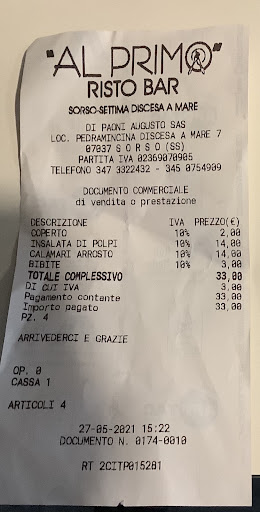 "AL PRIMO"
RISTO BAR
SORSO-SETTIMA DISCESA A MARE
DI PAONI AUGUSTO SAS
LOC. PEDRAMINCINA DISCESA A MARE 7
07037 S O R S O (SS)
PARTITA IVA 02369070905
TELEFONO 347 3322432 - 345 0754909
DOCUMENTO COMMERCIALE
di vendita o prestazione
DESCRIZIONE IVA PREZZO(€)
COPERTO 10% 2,00
INSALATA DI POLPI 10% 14,00
CALAMARI ARROSTO 10% 14,00
BIBITE 10% 3,00
TOTALE COMPLESSIVO 33,00
DI CUI IVA 3,00
Pagamento contante 33,00
Importo pagato 33,00
PZ. 4
ARRIVEDERCI E GRAZIE
OP. 0
CASSA 1
ARTICOLI 4
27-06-2021 15:22
DOCUMENTO N. 0174-0010
RT 2CITP015281